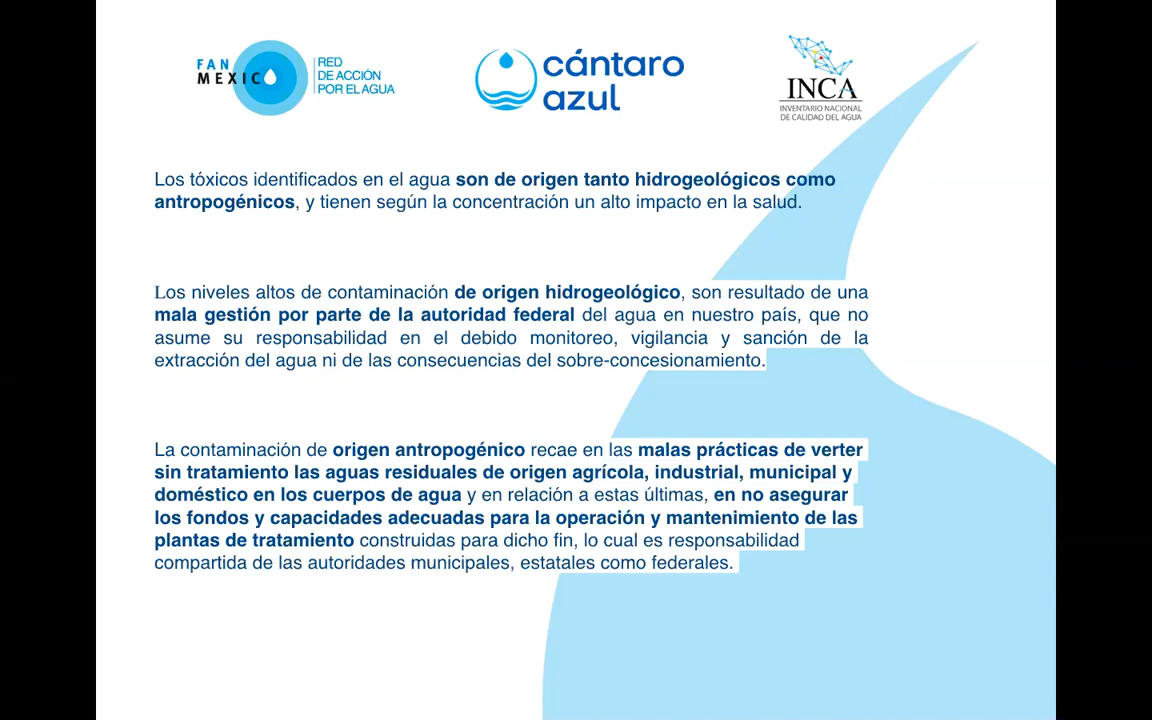 FAN
MEXICO
RED
DE ACCIÓN
POR EL AGUA
cántaro
azul
INCA
INVENTARIO NACIONAL
DE CALIDAD DEL AGUA
Los tóxicos identificados en el agua son de origen tanto hidrogeológicos como
antropogénicos, y tienen según la concentración un alto impacto en la salud.
Los niveles altos de contaminación de origen hidrogeológico, son resultado de una
mala gestión por parte de la autoridad federal del agua en nuestro país, que no
asume su responsabilidad en el debido monitoreo, vigilancia y sanción de la
extracción del agua ni de las consecuencias del sobre-concesionamiento.
La contaminación de origen antropogénico recae en las malas prácticas de verter
sin tratamiento las aguas residuales de origen agrícola, industrial, municipal y
doméstico en los cuerpos de agua y en relación a estas últimas, en no asegurar
los fondos y capacidades adecuadas para la operación y mantenimiento de las
plantas de tratamiento construidas para dicho fin, lo cual es responsabilidad
compartida de las autoridades municipales, estatales como federales.